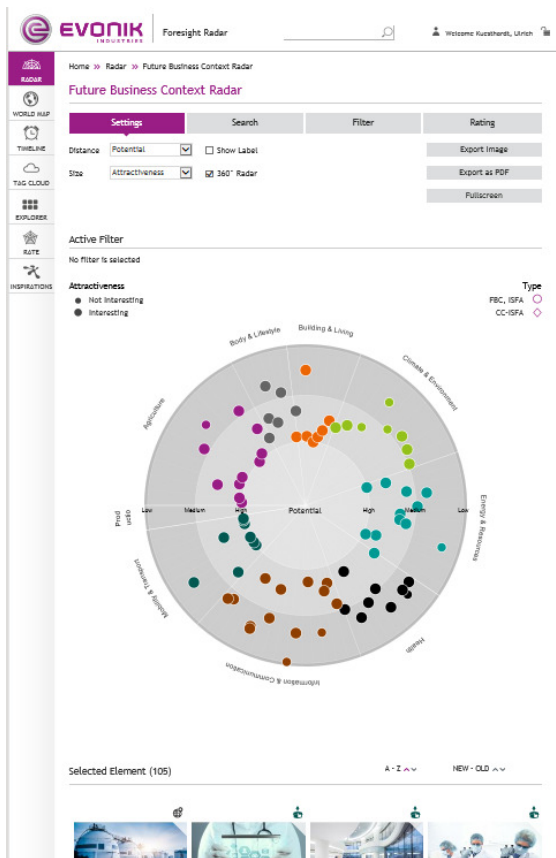 EVONIK
INDUSTRIES
Foresight Radar
Welcome Kuesthardt, Ulrich
RADAR
WORLD MAP
TIMELINE
TAG CLOUD
EXPLORER
RATE
INSPIRATIONS
Home » Radar » Future Business Context Radar
Future Business Context Radar
Settings Search Filter Rating
Distance Potential Show Label Export Image
Size Attractiveness 360° Radar Export as PDF
Fullscreen
Active Filter
No filter is selected
Attractiveness Type
Not Interesting FBC, ISFA
Interesting CC-ISFA
Body & Lifestyle
Building & Living
Climate & Environment
Agriculture
Energy & Resources
Prod
uctio
Low Medium High Potential High Medium Low
Mobility & Transport
Health
Information & Communication
Selected Element (105) A - Z NEW - OLD